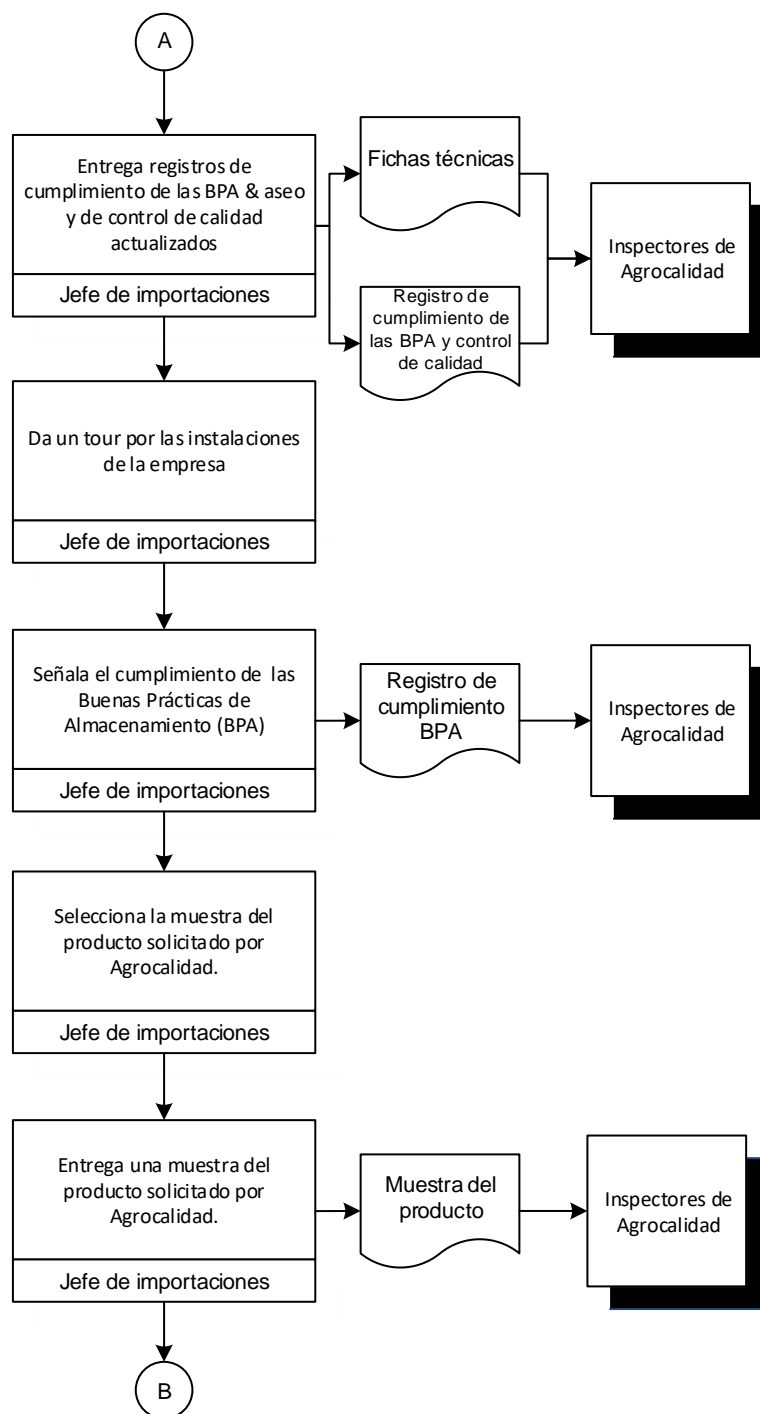 A
Entrega registros de
cumplimiento de las BPA & aseo
y de control de calidad
actualizados
Jefe de importaciones
Fichas técnicas
Registro de
cumplimiento de
las BPA y control
de calidad
Inspectores de
Agrocalidad
Da un tour por las instalaciones
de la empresa
Jefe de importaciones
Señala el cumplimiento de las
Buenas Prácticas de
Almacenamiento (BPA)
Jefe de importaciones
Registro de
cumplimiento
BPA
Inspectores de
Agrocalidad
Selecciona la muestra del
producto solicitado por
Agrocalidad.
Jefe de importaciones
Entrega una muestra del
producto solicitado por
Agrocalidad.
Jefe de importaciones
Muestra del
producto
Inspectores de
Agrocalidad
B